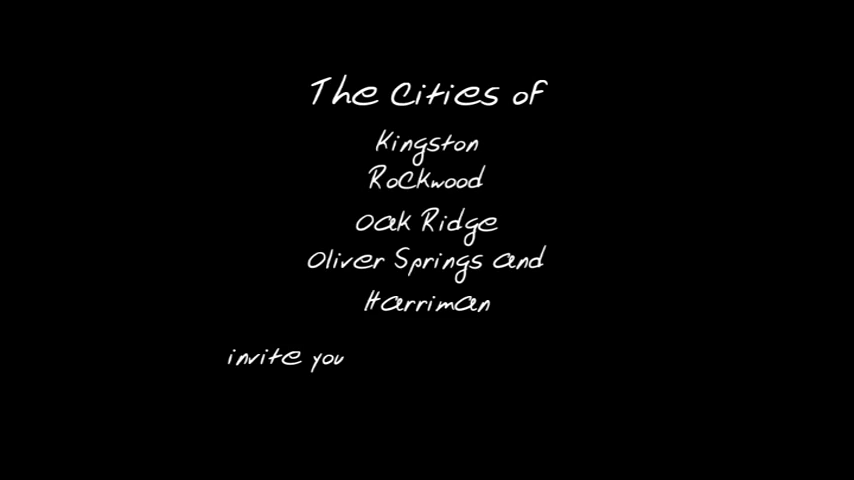 The Cities of
Kingston
Rockwood
Oak Ridge
Oliver Springs and
Harriman
invite you